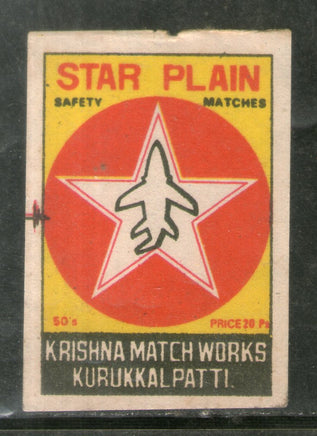 STAR PLAIN
SAFETY MATCHES
50's PRICE 20 Ps
KRISHNA MATCH WORKS
KURUKKALPATTI.